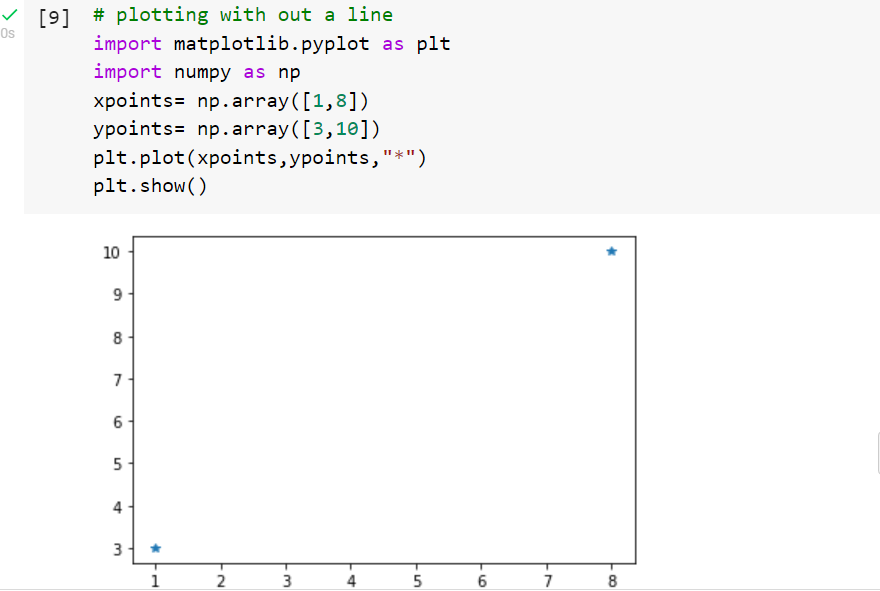 [9] # plotting with out a line
0s
import matplotlib.pyplot as plt
import numpy as np
xpoints= np.array([1,8])
ypoints= np.array([3,10])
plt.plot(xpoints,ypoints,"*")
plt.show()
10
9
8
7
6
5
4
3
1 2 3 4 5 6 7 8